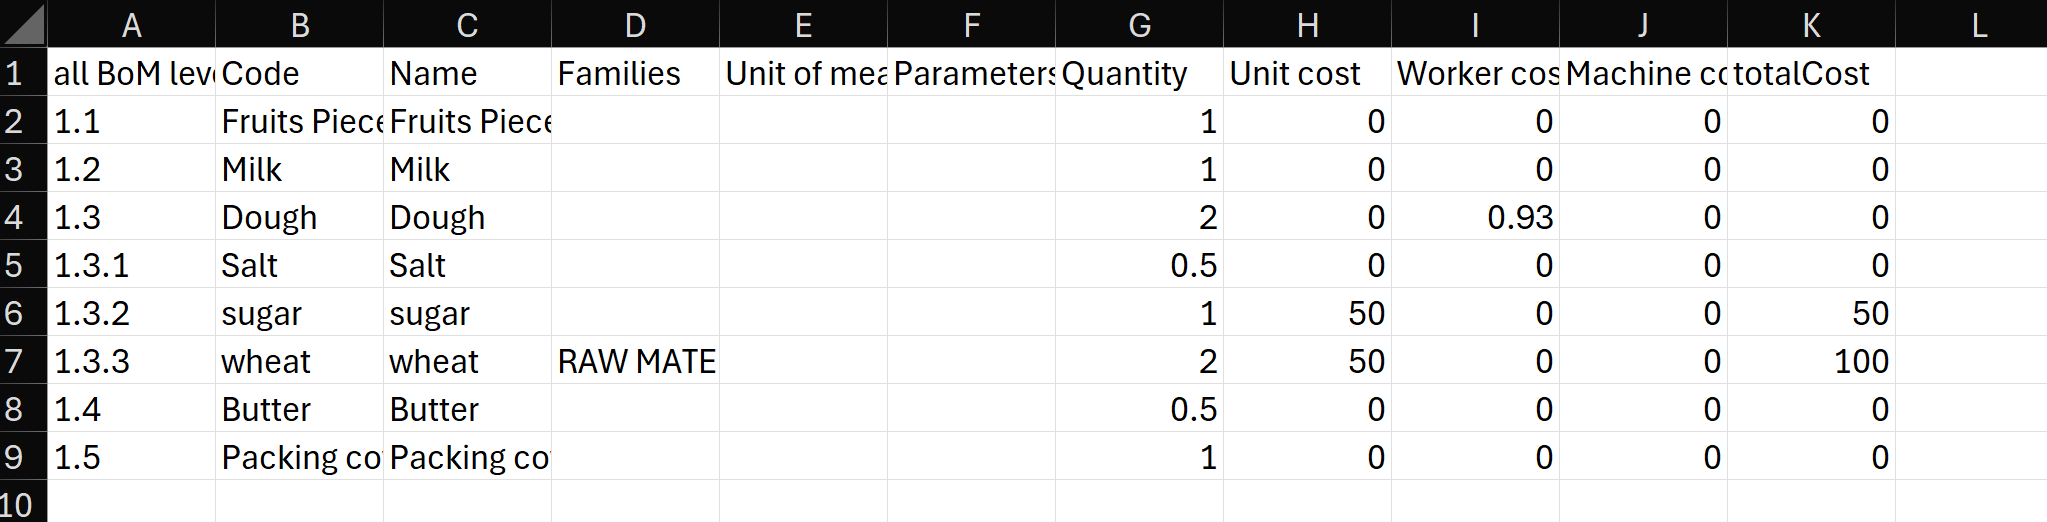 A B C D E F G H I J K L
1 all BoM leve Code Name Families Unit of mea Parameters Quantity Unit cost Worker cos Machine co totalCost
2 1.1 Fruits Piece Fruits Piece 1 0 0 0 0
3 1.2 Milk Milk 1 0 0 0 0
4 1.3 Dough Dough 2 0 0.93 0 0
5 1.3.1 Salt Salt 0.5 0 0 0 0
6 1.3.2 sugar sugar 1 50 0 0 50
7 1.3.3 wheat wheat RAW MATE 2 50 0 0 100
8 1.4 Butter Butter 0.5 0 0 0 0
9 1.5 Packing co Packing co 1 0 0 0 0
10